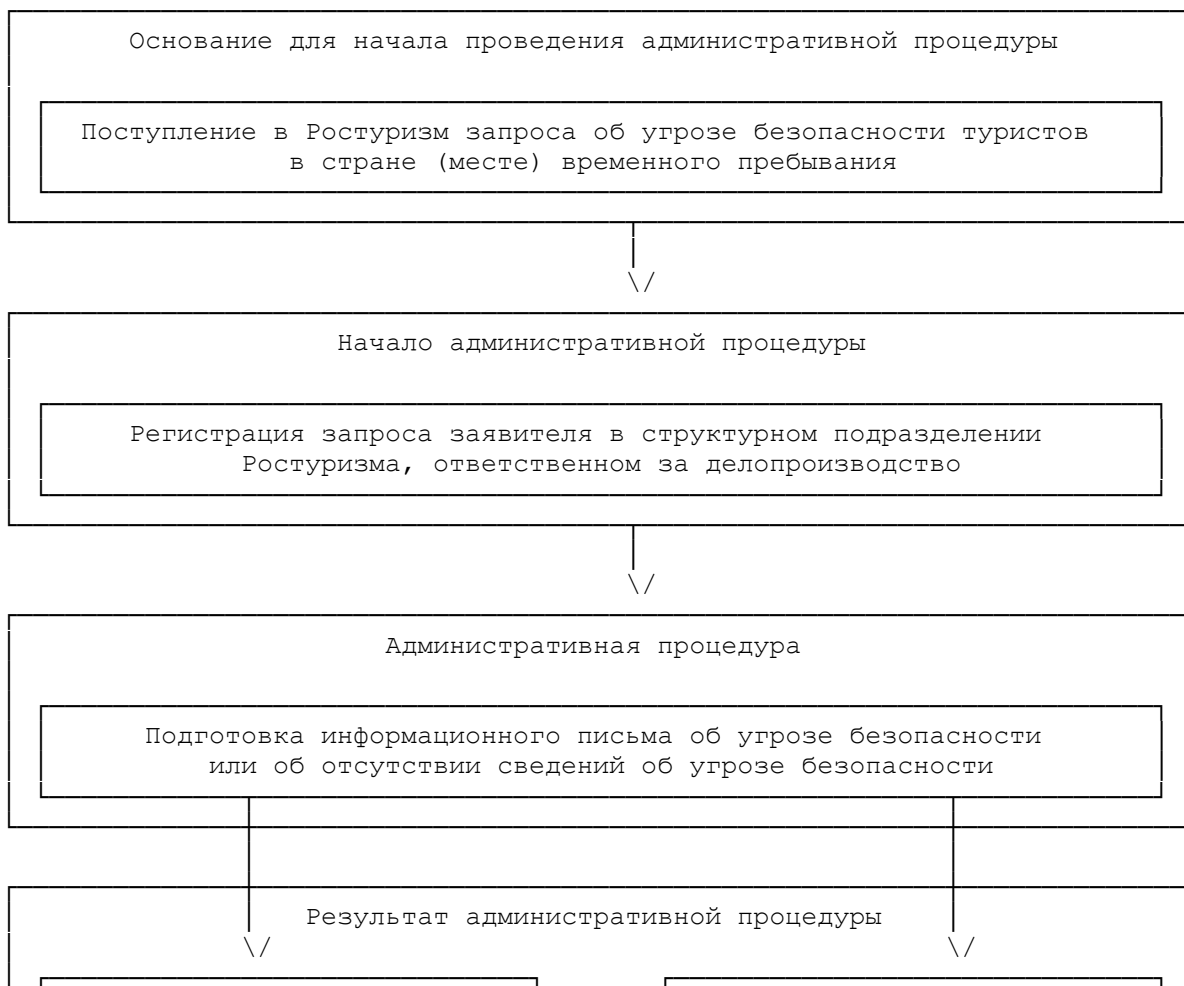 Основание для начала проведения административной процедуры
Поступление в Ростуризм запроса об угрозе безопасности туристов
в стране (месте) временного пребывания
Начало административной процедуры
Регистрация запроса заявителя в структурном подразделении
Ростуризма, ответственном за делопроизводство
Административная процедура
Подготовка информационного письма об угрозе безопасности
или об отсутствии сведений об угрозе безопасности
Результат административной процедуры